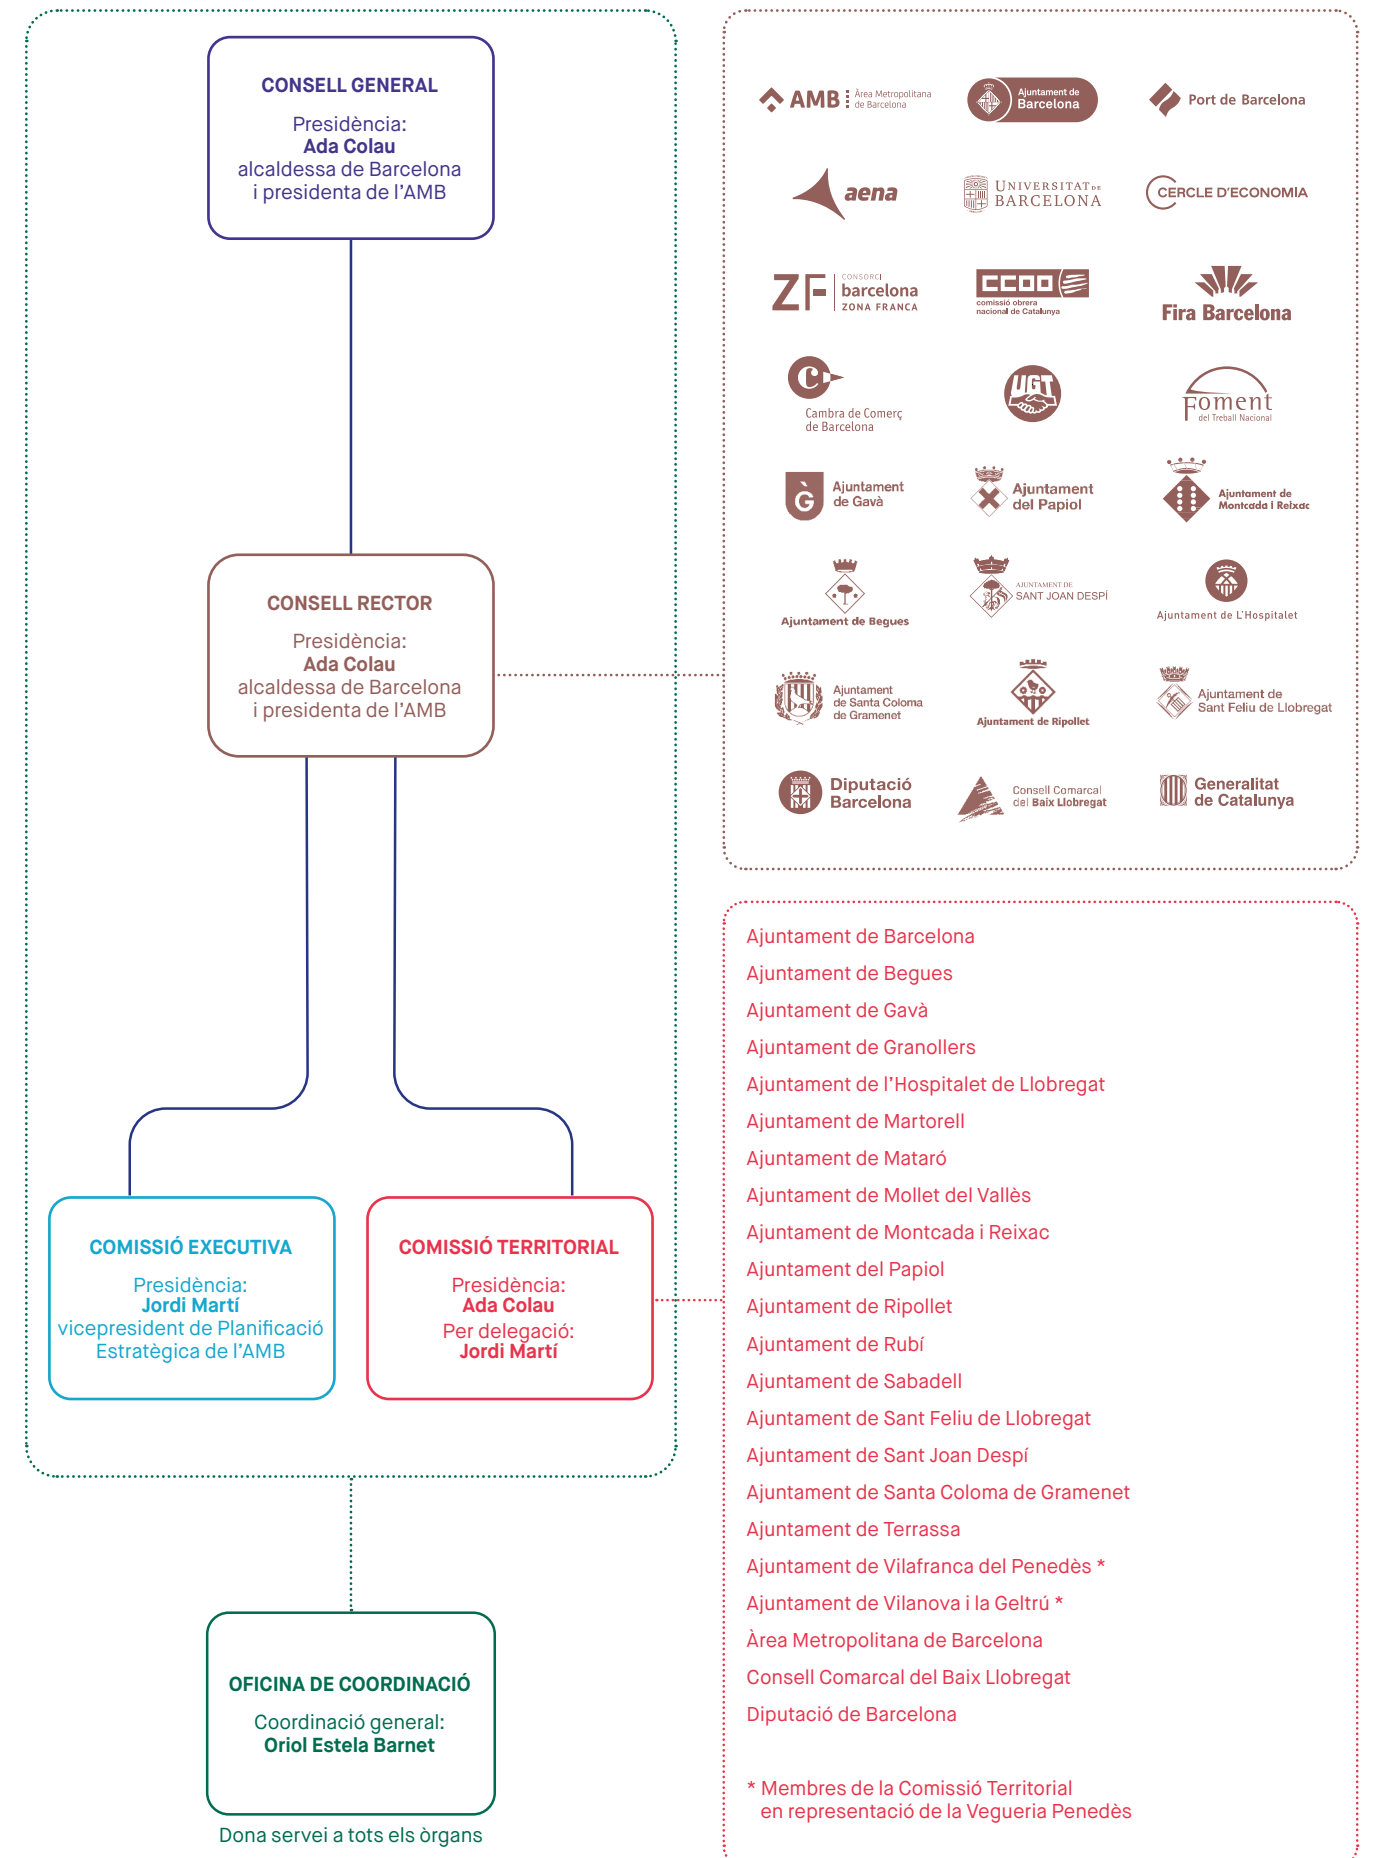 CONSELL GENERAL
Presidència:
Ada Colau
alcaldessa de Barcelona
i presidenta de l'AMB
CONSELL RECTOR
Presidència:
Ada Colau
alcaldessa de Barcelona
i presidenta de l'AMB
COMISSIÓ EXECUTIVA
Presidència:
Jordi Martí
vicepresident de Planificació
Estratègica de l'AMB
COMISSIÓ TERRITORIAL
Presidència:
Ada Colau
Per delegació:
Jordi Martí
OFICINA DE COORDINACIÓ
Coordinació general:
Oriol Estela Barnet
Dona servei a tots els òrgans
AMB
Àrea Metropolitana
de Barcelona
Ajuntament de
Barcelona
Port de Barcelona
aena
UNIVERSITAT DE
BARCELONA
CERCLE D'ECONOMIA
ZF
CONSORCI
barcelona
ZONA FRANCA
CCOO
comissió obrera
nacional de Catalunya
Fira Barcelona
C
Cambra de Comerç
de Barcelona
UGT
Foment
del Treball Nacional
G
Ajuntament
de Gavà
Ajuntament
del Papiol
Ajuntament de
Montcada i Reixac
Ajuntament de Begues
AJUNTAMENT DE
SANT JOAN DESPÍ
Ajuntament de L'Hospitalet
Ajuntament
de Santa Coloma
de Gramenet
Ajuntament de Ripollet
Ajuntament de
Sant Feliu de Llobregat
Diputació
Barcelona
Consell Comarcal
del Baix Llobregat
Generalitat
de Catalunya
Ajuntament de Barcelona
Ajuntament de Begues
Ajuntament de Gavà
Ajuntament de Granollers
Ajuntament de l'Hospitalet de Llobregat
Ajuntament de Martorell
Ajuntament de Mataró
Ajuntament de Mollet del Vallès
Ajuntament de Montcada i Reixac
Ajuntament del Papiol
Ajuntament de Ripollet
Ajuntament de Rubí
Ajuntament de Sabadell
Ajuntament de Sant Feliu de Llobregat
Ajuntament de Sant Joan Despí
Ajuntament de Santa Coloma de Gramenet
Ajuntament de Terrassa
Ajuntament de Vilafranca del Penedès *
Ajuntament de Vilanova i la Geltrú *
Àrea Metropolitana de Barcelona
Consell Comarcal del Baix Llobregat
Diputació de Barcelona
* Membres de la Comissió Territorial
en representació de la Vegueria Penedès